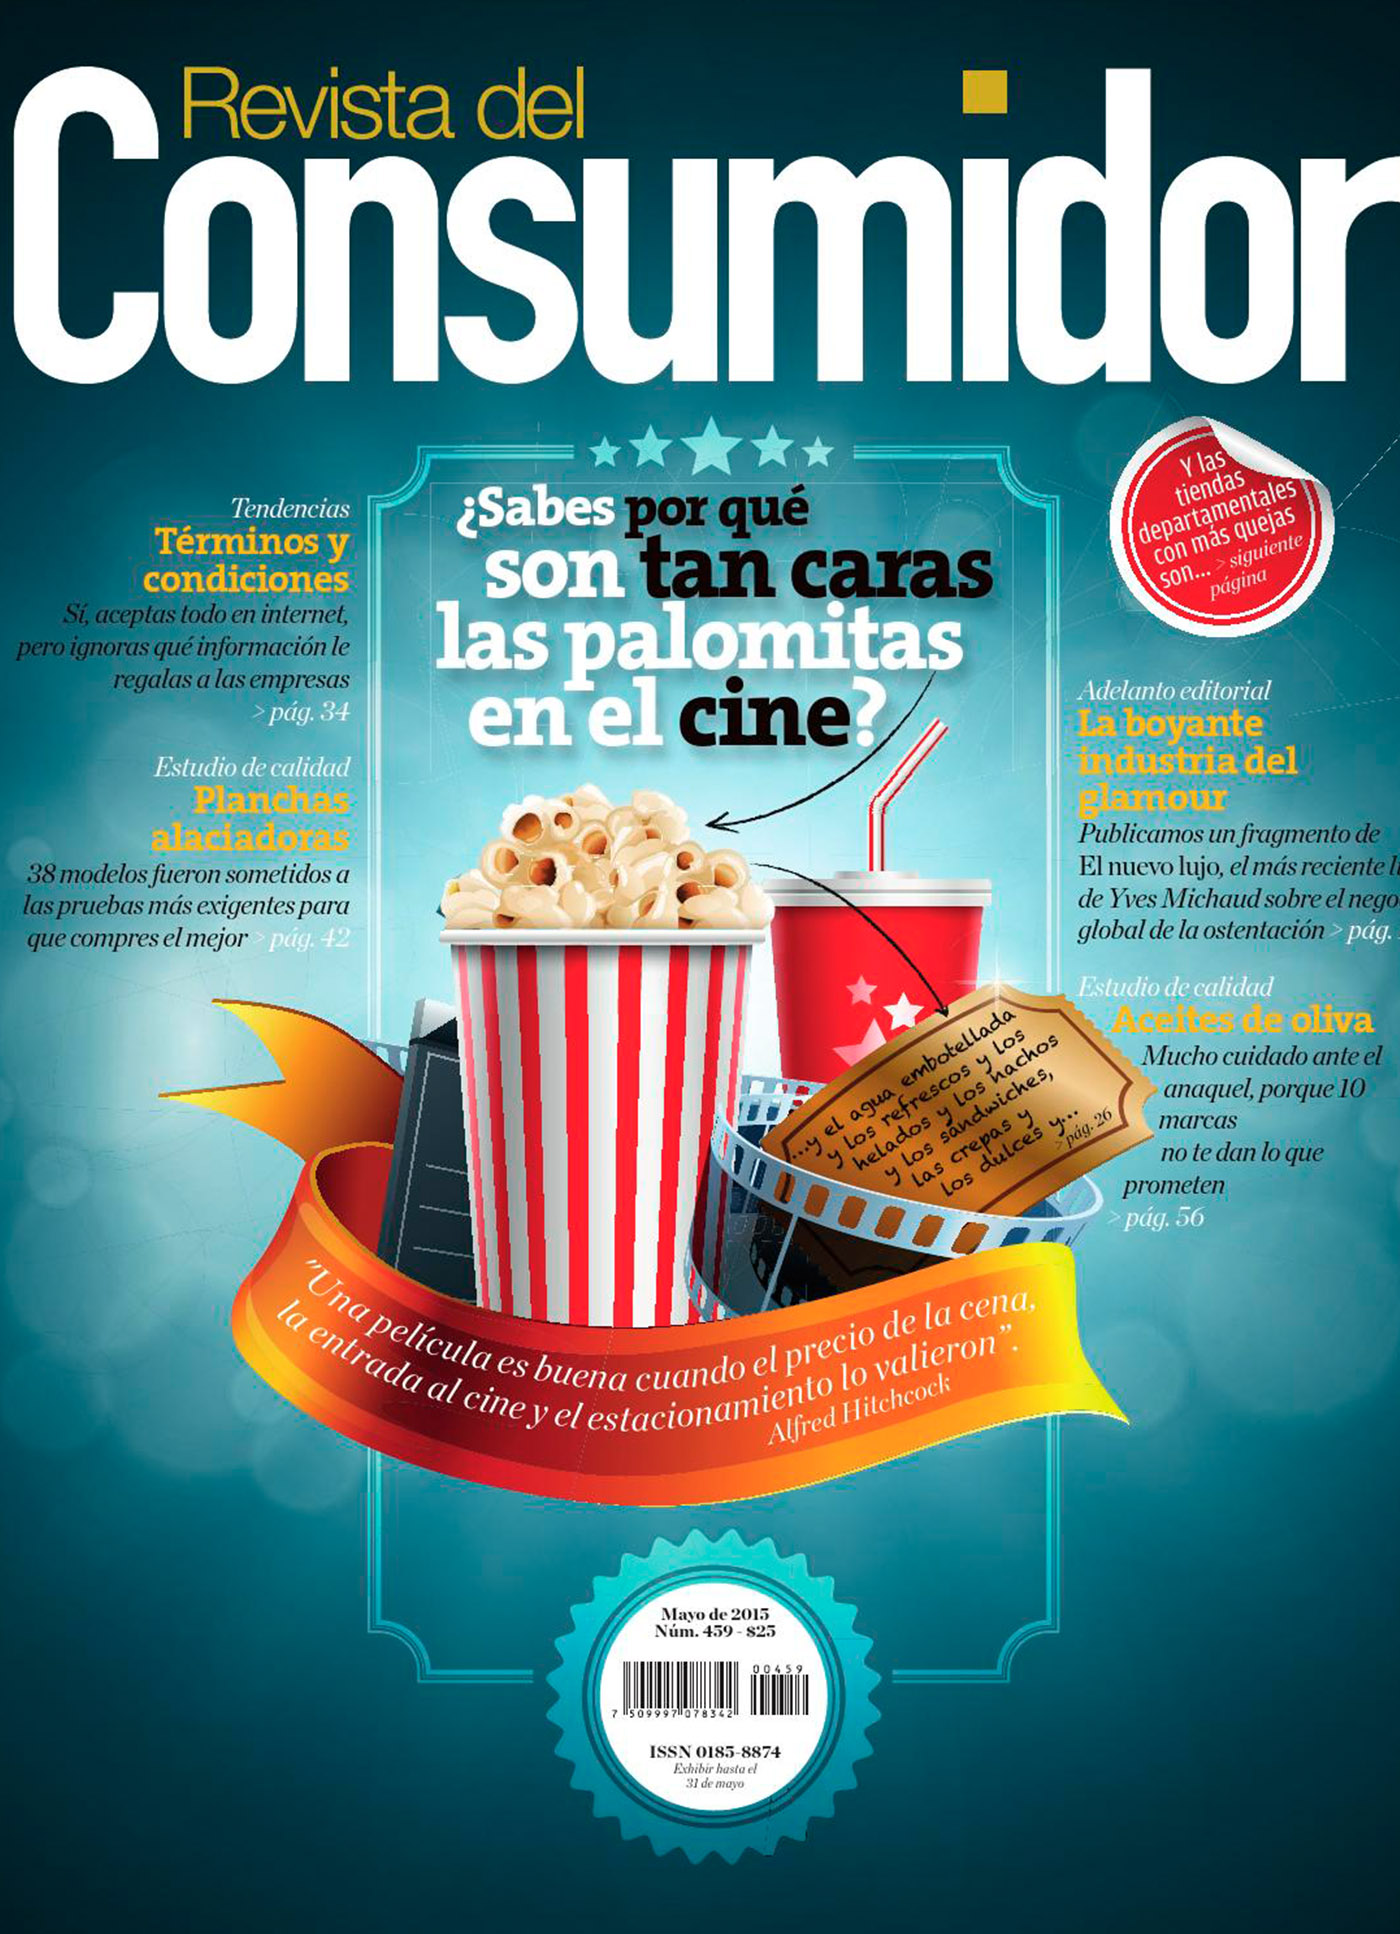 Revista del
Consumidor
¿Sabes por qué
son tan caras
las palomitas
en el cine?
Y las
tiendas
departamentales
con más quejas
son... > siguiente
página
Tendencias
Términos y
condiciones
Sí, aceptas todo en internet,
pero ignoras qué información le
regalas a las empresas
> pág. 34
Estudio de calidad
Planchas
alaciadoras
38 modelos fueron sometidos a
las pruebas más exigentes para
que compres el mejor > pág. 42
Adelanto editorial
La boyante
industria del
glamour
Publicamos un fragmento de
El nuevo lujo, el más reciente
de Yves Michaud sobre el
global de la ostentación > pág.
Estudio de calidad
Aceites de oliva
Mucho cuidado ante el
anaquel, porque 10
marcas
no te dan lo que
prometen
> pág. 56
...y el agua embotellada
y los refrescos y los
helados y los nachos
y los sandwiches,
las crepas y
los dulces y...
> pág. 26
"Una película es buena cuando el precio de la cena,
la entrada al cine y el estacionamiento lo valieron".
Alfred Hitchcock
Mayo de 2015
Núm. 459 - $25
00459
7 509997 078342
ISSN 0185-8874
Exhibir hasta el
31 de mayo